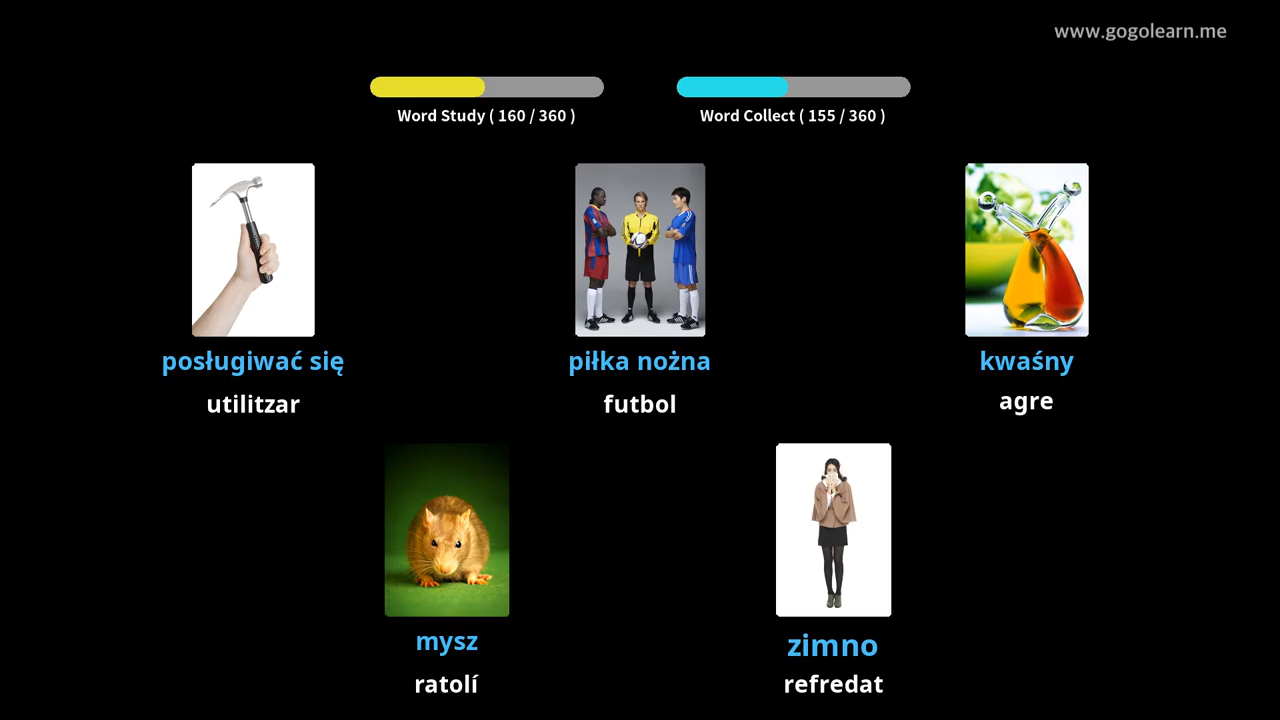 www.gogolearn.me
Word Study ( 160 / 360 )
Word Collect ( 155 / 360 )
posługiwać się
utilitzar
piłka nożna
futbol
kwaśny
agre
mysz
ratolí
zimno
refredat